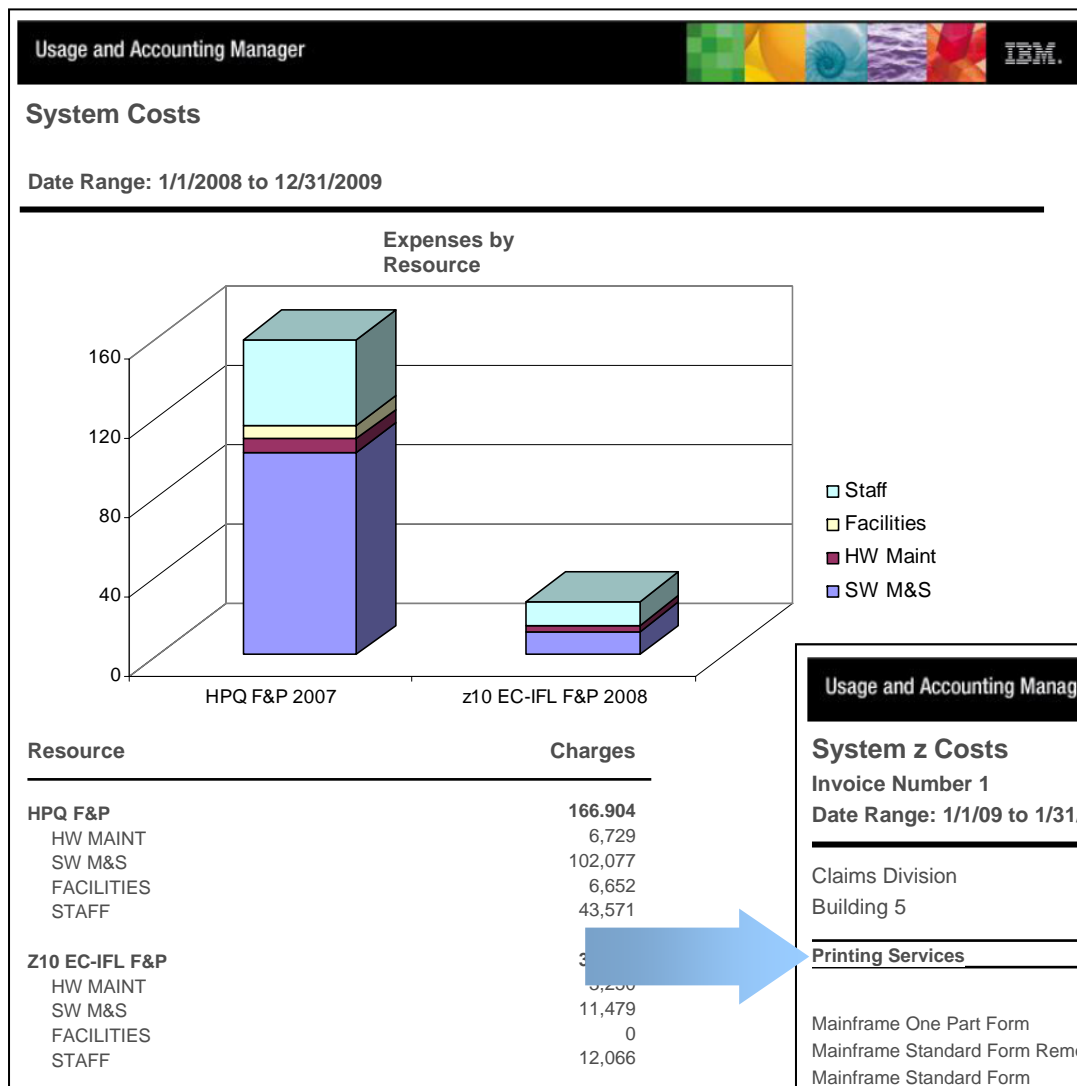 Usage and Accounting Manager
IBM.
System Costs
Date Range: 1/1/2008 to 12/31/2009
Expenses by
Resource
160
120
80
40
0
HPQ F&P 2007
z10 EC-IFL F&P 2008
Staff
Facilities
HW Maint
SW M&S
Resource Charges
HPQ F&P 166.904
HW MAINT 6,729
SW M&S 102,077
FACILITIES 6,652
STAFF 43,571
Z10 EC-IFL F&P
HW MAINT
SW M&S 11,479
FACILITIES 0
STAFF 12,066
Usage and Accounting Manag
System z Costs
Invoice Number 1
Date Range: 1/1/09 to 1/31/
Claims Division
Building 5
Printing Services
Mainframe One Part Form
Mainframe Standard Form Rem
Mainframe Standard Form